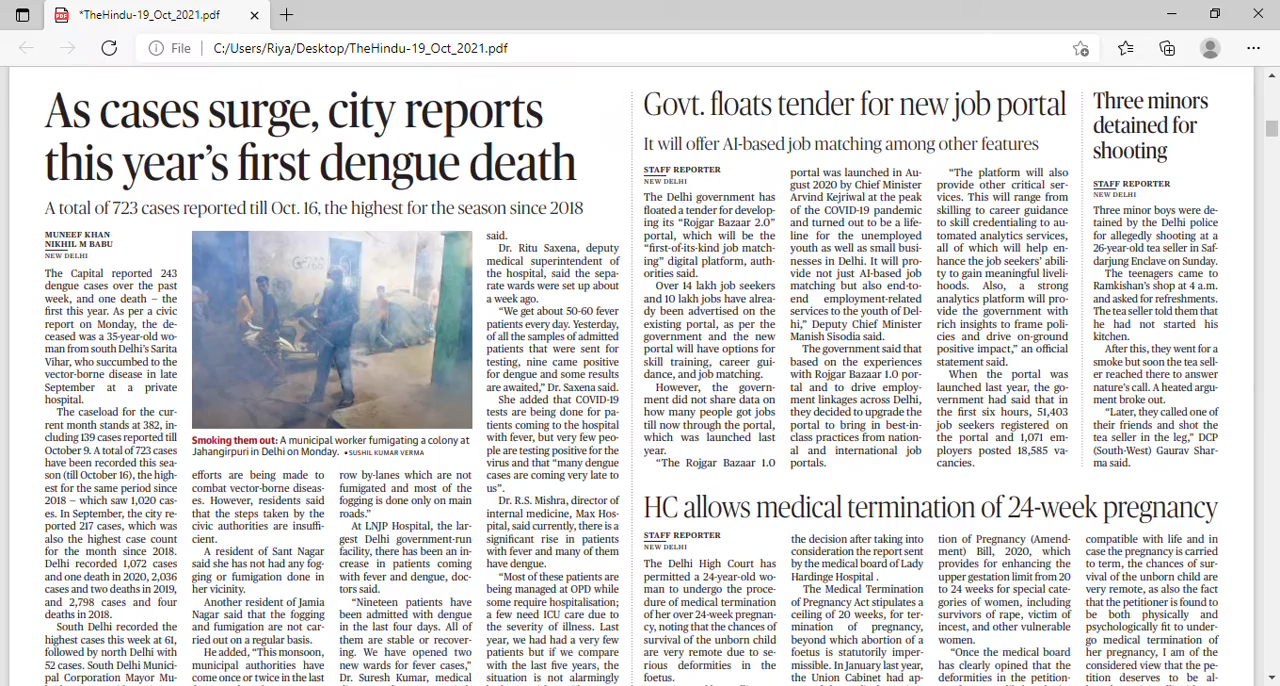 *TheHindu-19_Oct_2021.pdf
File
C:/Users/Riya/Desktop/TheHindu-19_Oct_2021.pdf
As cases surge, city reports
this year's first dengue death
A total of 723 cases reported till Oct. 16, the highest for the season since 2018
MUNEEF KHAN
NIKHIL M BABU
NEW DELHI
The Capital reported 243
dengue cases over the past
week, and one death – the
first this year. As per a civic
report on Monday, the de-
ceased was a 35-year-old wo-
man from south Delhi's Sarita
Vihar, who succumbed to the
vector-borne disease in late
September at a private
hospital.
The caseload for the cur-
rent month stands at 382, in-
cluding 139 cases reported till
October 9. A total of 723 cases
have been recorded this sea-
son (till October 16), the high-
est for the same period since
2018 – which saw 1,020 cas-
es. In September, the city re-
ported 217 cases, which was
also the highest case count
for the month since 2018.
Delhi recorded 1,072 cases
and one death in 2020, 2,036
cases and two deaths in 2019,
and 2,798 cases and four
deaths in 2018.
South Delhi recorded the
highest cases this week at 61,
followed by north Delhi with
52 cases. South Delhi Munici-
pal Corporation Mayor Mu-
Smoking them out: A municipal worker fumigating a colony at
Jahangirpuri in Delhi on Monday. •SUSHIL KUMAR VERMA
efforts are being made to
combat vector-borne diseas-
es. However, residents said
that the steps taken by the
civic authorities are insuffi-
cient.
A resident of Sant Nagar
said she has not had any fog-
ging or fumigation done in
her vicinity.
Another resident of Jamia
Nagar said that the fogging
and fumigation are not car-
ried out on a regular basis.
He added, "This monsoon,
municipal authorities have
come once or twice in the last
row by-lanes which are not
fumigated and most of the
fogging is done only on main
roads."
At LNJP Hospital, the lar-
gest Delhi government-run
facility, there has been an in-
crease in patients coming
with fever and dengue, doc-
tors said.
"Nineteen patients have
been admitted with dengue
in the last four days. All of
them are stable or recover-
ing. We have opened two
new wards for fever cases,"
Dr. Suresh Kumar, medical
said.
Dr. Ritu Saxena, deputy
medical superintendent of
the hospital, said the sepa-
rate wards were set up about
a week ago.
"We get about 50-60 fever
patients every day. Yesterday,
of all the samples of admitted
patients that were sent for
testing, nine came positive
for dengue and some results
are awaited," Dr. Saxena said.
She added that COVID-19
tests are being done for pa-
tients coming to the hospital
with fever, but very few peo-
ple are testing positive for the
virus and that "many dengue
cases are coming very late to
us".
Dr. R.S. Mishra, director of
internal medicine, Max Hos-
pital, said currently, there is a
significant rise in patients
with fever and many of them
have dengue.
"Most of these patients are
being managed at OPD while
some require hospitalisation;
a few need ICU care due to
the severity of illness. Last
year, we had had a very few
patients but if we compare
with the last five years, the
situation is not alarmingly
Govt. floats tender for new job portal
It will offer AI-based job matching among other features
STAFF REPORTER
NEW DELHI
The Delhi government has
floated a tender for develop-
ing its "Rojgar Bazaar 2.0"
portal, which will be the
"first-of-its-kind job match-
ing" digital platform, auth-
orities said.
Over 14 lakh job seekers
and 10 lakh jobs have alrea-
dy been advertised on the
existing portal, as per the
government and the new
portal will have options for
skill training, career gui-
dance, and job matching.
However, the govern-
ment did not share data on
how many people got jobs
till now through the portal,
which was launched last
year.
"The Rojgar Bazaar 1.0
portal was launched in Au-
gust 2020 by Chief Minister
Arvind Kejriwal at the peak
of the COVID-19 pandemic
and turned out to be a life-
line for the unemployed
youth as well as small busi-
nesses in Delhi. It will pro-
vide not just AI-based job
matching but also end-to-
end employment-related
services to the youth of Del-
hi," Deputy Chief Minister
Manish Sisodia said.
The government said that
based on the experiences
with Rojgar Bazaar 1.0 por-
tal and to drive employ-
ment linkages across Delhi,
they decided to upgrade the
portal to bring in best-in-
class practices from nation-
al and international job
portals.
"The platform will also
provide other critical ser-
vices. This will range from
skilling to career guidance
to skill credentialing to au-
tomated analytics services,
all of which will help en-
hance the job seekers' abili-
ty to gain meaningful liveli-
hoods. Also, a strong
analytics platform will pro-
vide the government with
rich insights to frame poli-
cies and drive on-ground
positive impact," an official
statement said.
When the portal was
launched last year, the go-
vernment had said that in
the first six hours, 51,403
job seekers registered on
the portal and 1,071 em-
ployers posted 18,585 va-
cancies.
Three minors
detained for
shooting
STAFF REPORTER
NEW DELHI
Three minor boys were de-
tained by the Delhi police
for allegedly shooting at a
26-year-old tea seller in Saf-
darjung Enclave on Sunday.
The teenagers came to
Ramkishan's shop at 4 a.m.
and asked for refreshments.
The tea seller told them that
he had not started his
kitchen.
After this, they went for a
smoke but soon the tea sell-
er reached there to answer
nature's call. A heated argu-
ment broke out.
"Later, they called one of
their friends and shot the
tea seller in the leg," DCP
(South-West) Gaurav Shar-
ma said.
HC allows medical termination of 24-week pregnancy
STAFF REPORTER
NEW DELHI
The Delhi High Court has
permitted a 24-year-old wo-
man to undergo the proce-
dure of medical termination
of her over 24-week pregnan-
cy, noting that the chances of
survival of the unborn child
are very remote due to se-
rious deformities in the
foetus.
the decision after taking into
consideration the report sent
by the medical board of Lady
Hardinge Hospital .
The Medical Termination
of Pregnancy Act stipulates a
ceiling of 20 weeks, for ter-
mination of pregnancy,
beyond which abortion of a
foetus is statutorily imper-
missible. In January last year,
the Union Cabinet had ap-
tion of Pregnancy (Amend-
ment) Bill, 2020, which
provides for enhancing the
upper gestation limit from 20
to 24 weeks for special cate-
gories of women, including
survivors of rape, victim of
incest, and other vulnerable
women.
"Once the medical board
has clearly opined that the
deformities in the petition-
compatible with life and in
case the pregnancy is carried
to term, the chances of sur-
vival of the unborn child are
very remote, as also the fact
that the petitioner is found to
be both physically and
psychologically fit to under-
go medical termination of
her pregnancy, I am of the
considered view that the pe-
tition deserves to be al-